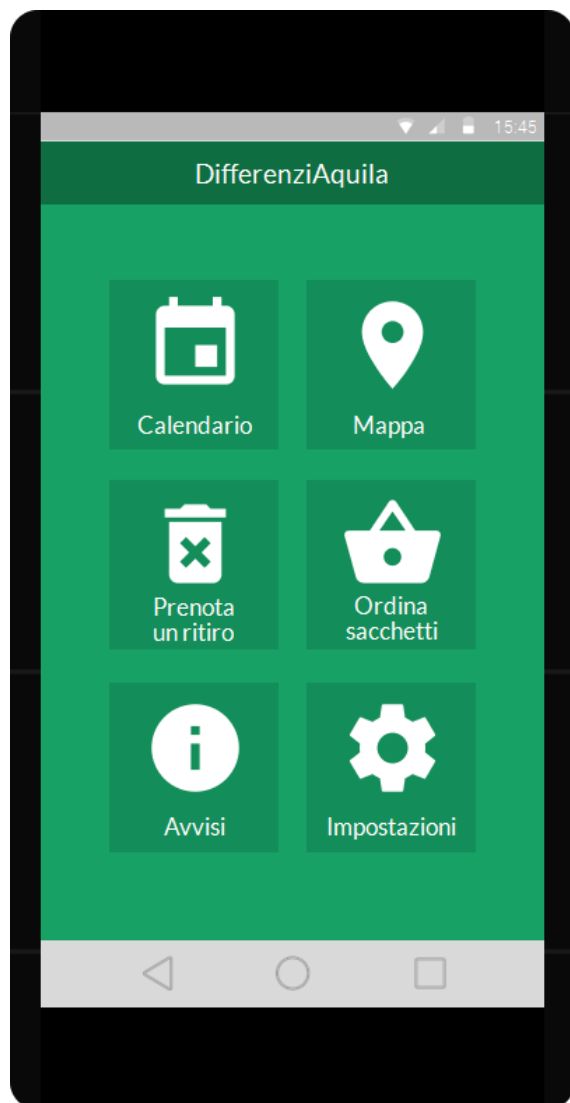 15:45
DifferenziAquila
Calendario
Mappa
Prenota
un ritiro
Ordina
sacchetti
Avvisi
Impostazioni